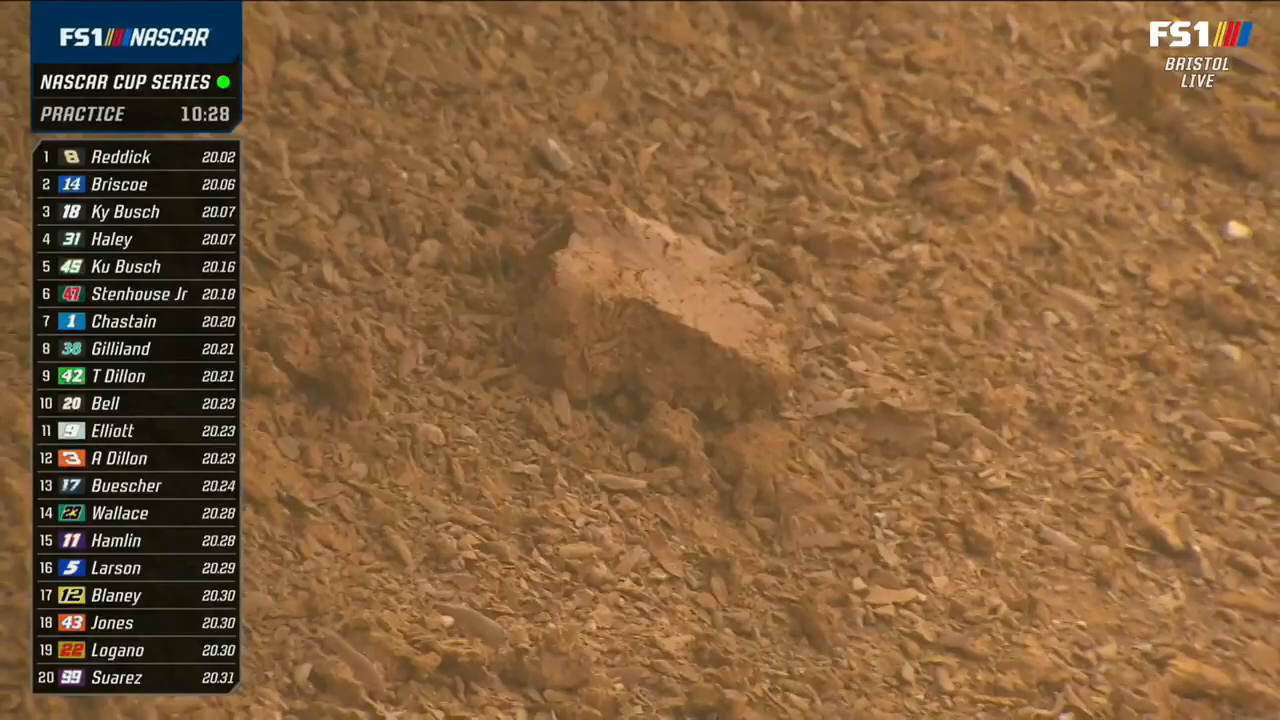 FS1 NASCAR
NASCAR CUP SERIES
PRACTICE 10:28
1 8 Reddick 20.02
2 14 Briscoe 20.06
3 18 Ky Busch 20.07
4 31 Haley 20.07
5 45 Ku Busch 20.16
6 47 Stenhouse Jr 20.18
7 1 Chastain 20.20
8 38 Gilliland 20.21
9 42 T Dillon 20.21
10 20 Bell 20.23
11 9 Elliott 20.23
12 3 A Dillon 20.23
13 17 Buescher 20.24
14 23 Wallace 20.28
15 11 Hamlin 20.28
16 5 Larson 20.29
17 12 Blaney 20.30
18 43 Jones 20.30
19 22 Logano 20.30
20 99 Suarez 20.31
FS1
BRISTOL
LIVE